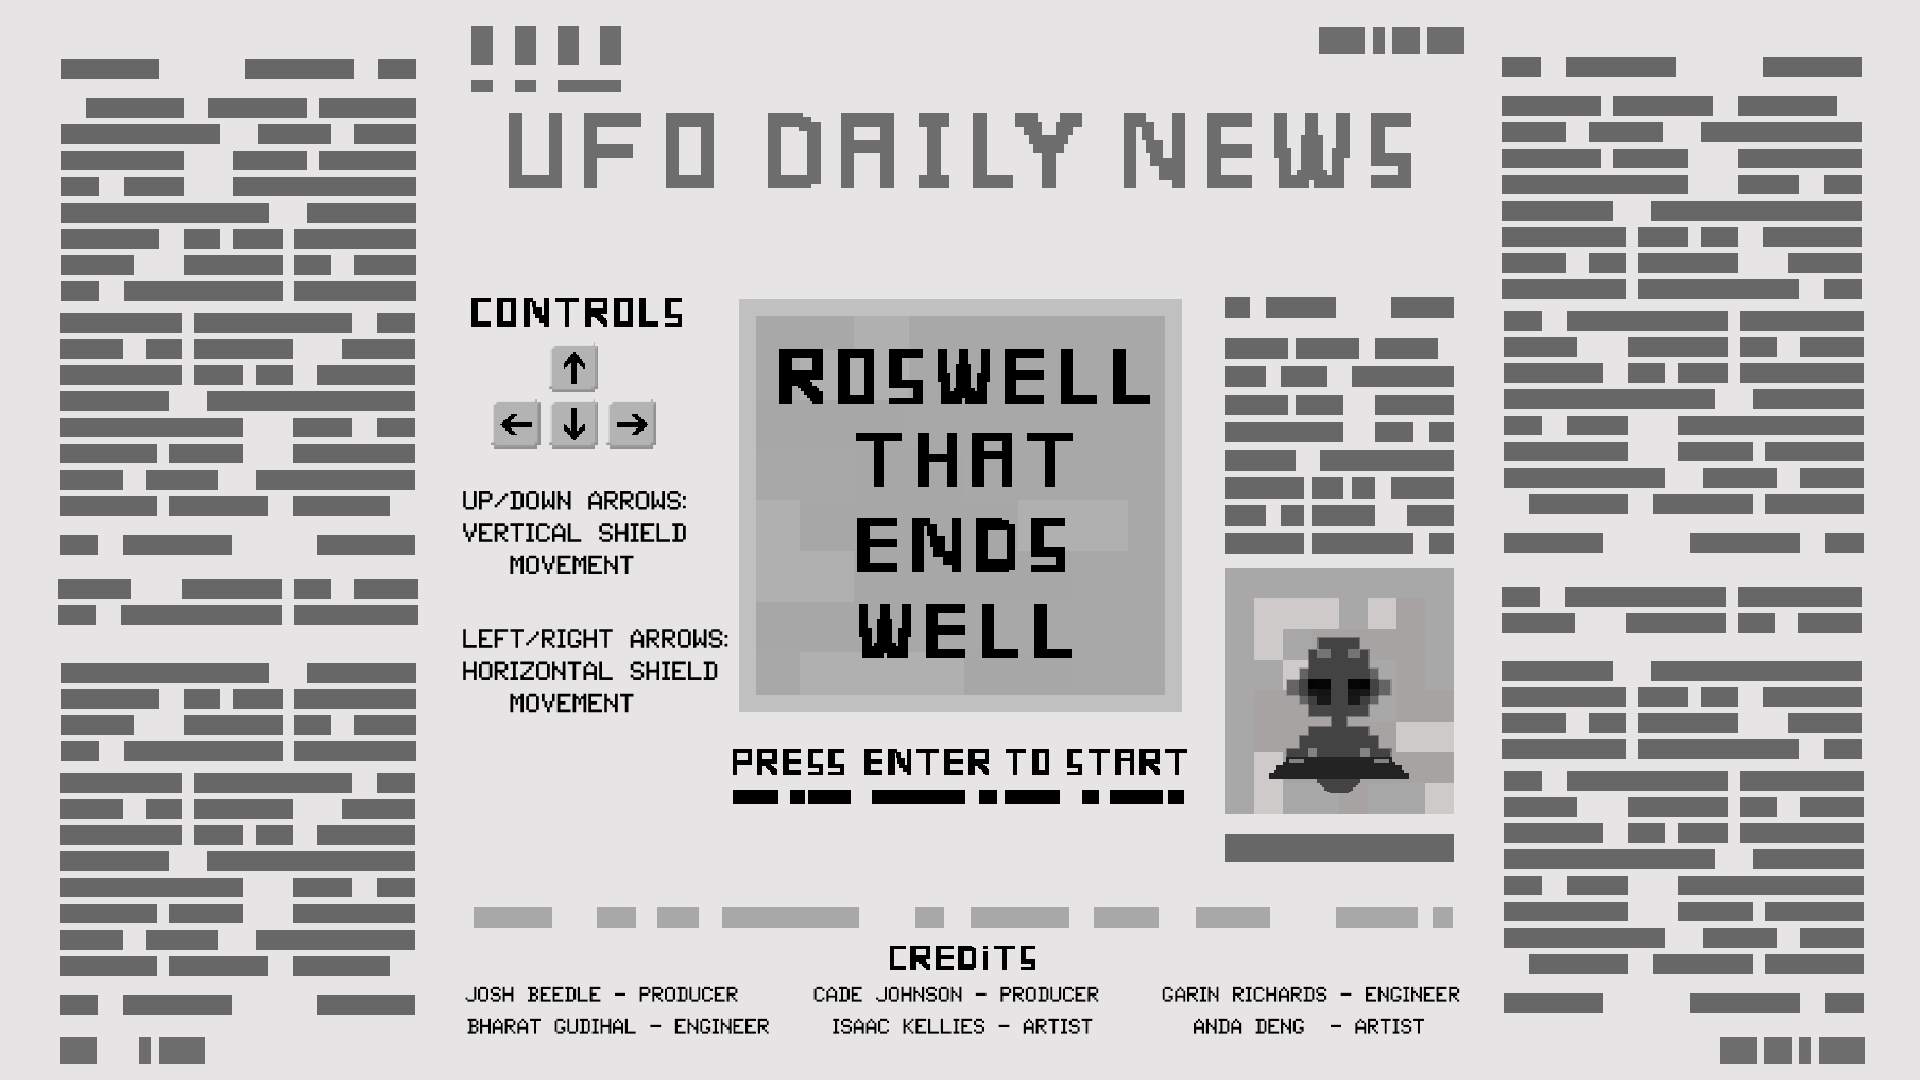 UFO DAILY NEWS
CONTROLS
↑
← ↓ →
UP/DOWN ARROWS:
VERTICAL SHIELD
MOVEMENT
LEFT/RIGHT ARROWS:
HORIZONTAL SHIELD
MOVEMENT
ROSWELL
THAT
ENDS
WELL
PRESS ENTER TO START
CREDiTS
JOSH BEEDLE - PRODUCER
CADE JOHNSON - PRODUCER
GARIN RICHARDS - ENGINEER
BHARAT GUDIHAL - ENGINEER
ISAAC KELLIES - ARTIST
ANDA DENG - ARTIST